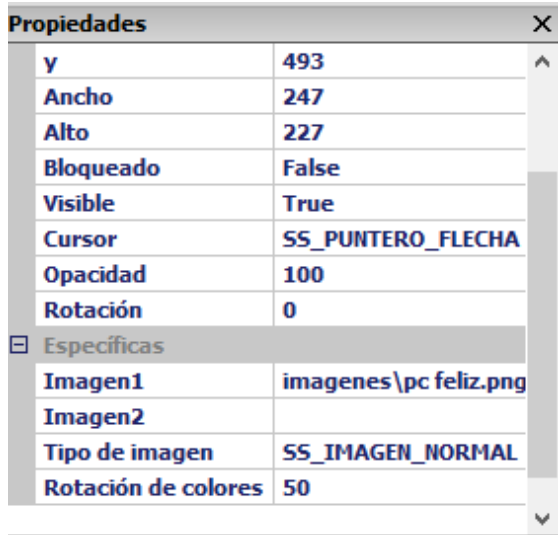 Propiedades
y 493
Ancho 247
Alto 227
Bloqueado False
Visible True
Cursor SS_PUNTERO_FLECHA
Opacidad 100
Rotación 0
Específicas
Imagen1 imagenes\pc feliz.png
Imagen2
Tipo de imagen SS_IMAGEN_NORMAL
Rotación de colores 50